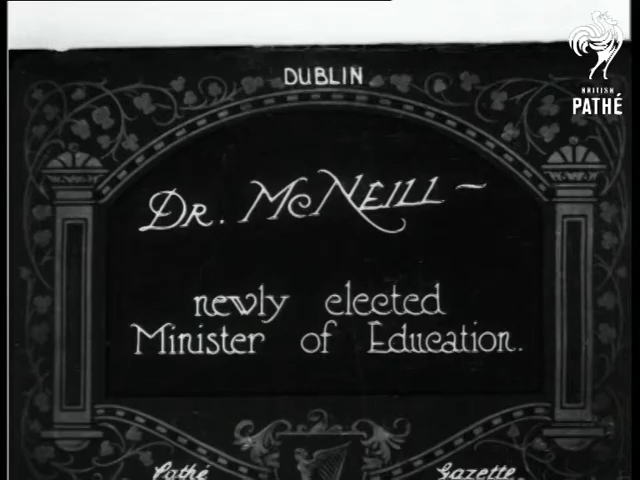 DUBLIN
BRITISH
PATHÉ
DR. MCNEILL —
newly elected
Minister of Education.
Pathé Gazette.